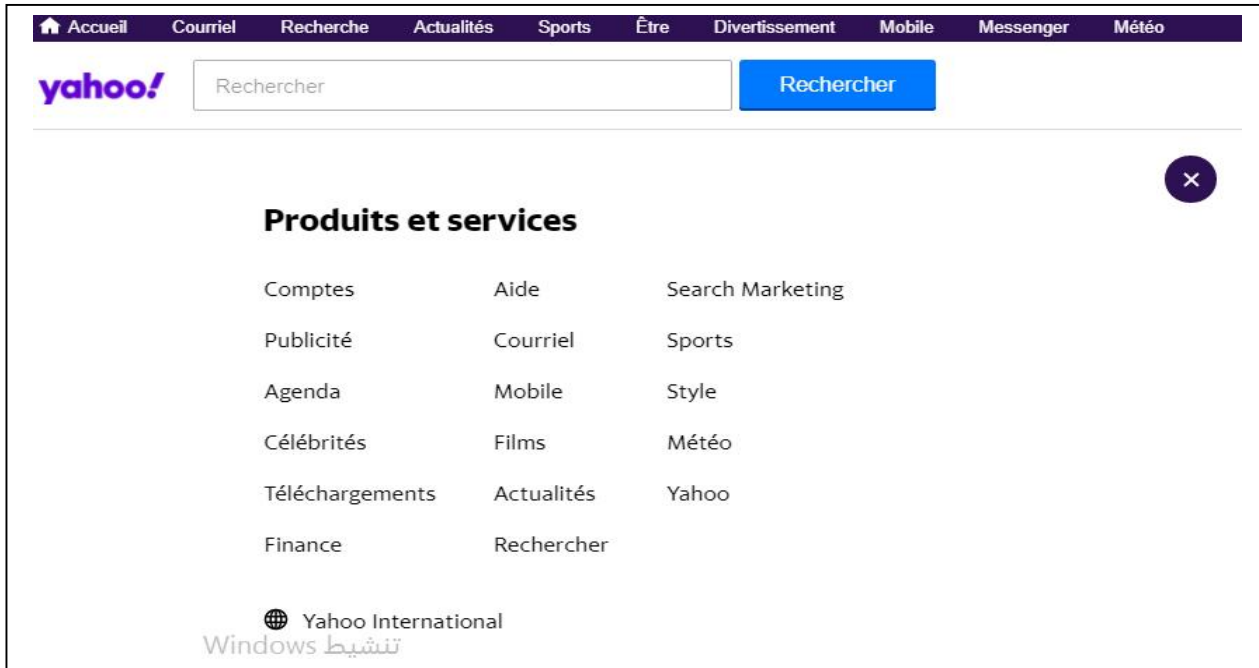 Accueil Courriel Recherche Actualités Sports Être Divertissement Mobile Messenger Météo
yahoo! Rechercher Rechercher
Produits et services
Comptes Aide Search Marketing
Publicité Courriel Sports
Agenda Mobile Style
Célébrités Films Météo
Téléchargements Actualités Yahoo
Finance Rechercher
Yahoo International
تنشيط Windows